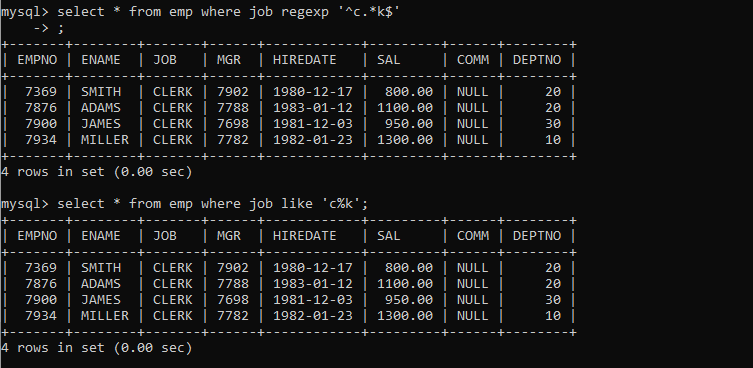 mysql> select * from emp where job regexp '^c.*k$'
    -> ;
+-------+--------+-------+------+------------+---------+------+--------+
| EMPNO | ENAME  | JOB   | MGR  | HIREDATE   | SAL     | COMM | DEPTNO |
+-------+--------+-------+------+------------+---------+------+--------+
|  7369 | SMITH  | CLERK | 7902 | 1980-12-17 |  800.00 | NULL |     20 |
|  7876 | ADAMS  | CLERK | 7788 | 1983-01-12 | 1100.00 | NULL |     20 |
|  7900 | JAMES  | CLERK | 7698 | 1981-12-03 |  950.00 | NULL |     30 |
|  7934 | MILLER | CLERK | 7782 | 1982-01-23 | 1300.00 | NULL |     10 |
+-------+--------+-------+------+------------+---------+------+--------+
4 rows in set (0.00 sec)

mysql> select * from emp where job like 'c%k';
+-------+--------+-------+------+------------+---------+------+--------+
| EMPNO | ENAME  | JOB   | MGR  | HIREDATE   | SAL     | COMM | DEPTNO |
+-------+--------+-------+------+------------+---------+------+--------+
|  7369 | SMITH  | CLERK | 7902 | 1980-12-17 |  800.00 | NULL |     20 |
|  7876 | ADAMS  | CLERK | 7788 | 1983-01-12 | 1100.00 | NULL |     20 |
|  7900 | JAMES  | CLERK | 7698 | 1981-12-03 |  950.00 | NULL |     30 |
|  7934 | MILLER | CLERK | 7782 | 1982-01-23 | 1300.00 | NULL |     10 |
+-------+--------+-------+------+------------+---------+------+--------+
4 rows in set (0.00 sec)